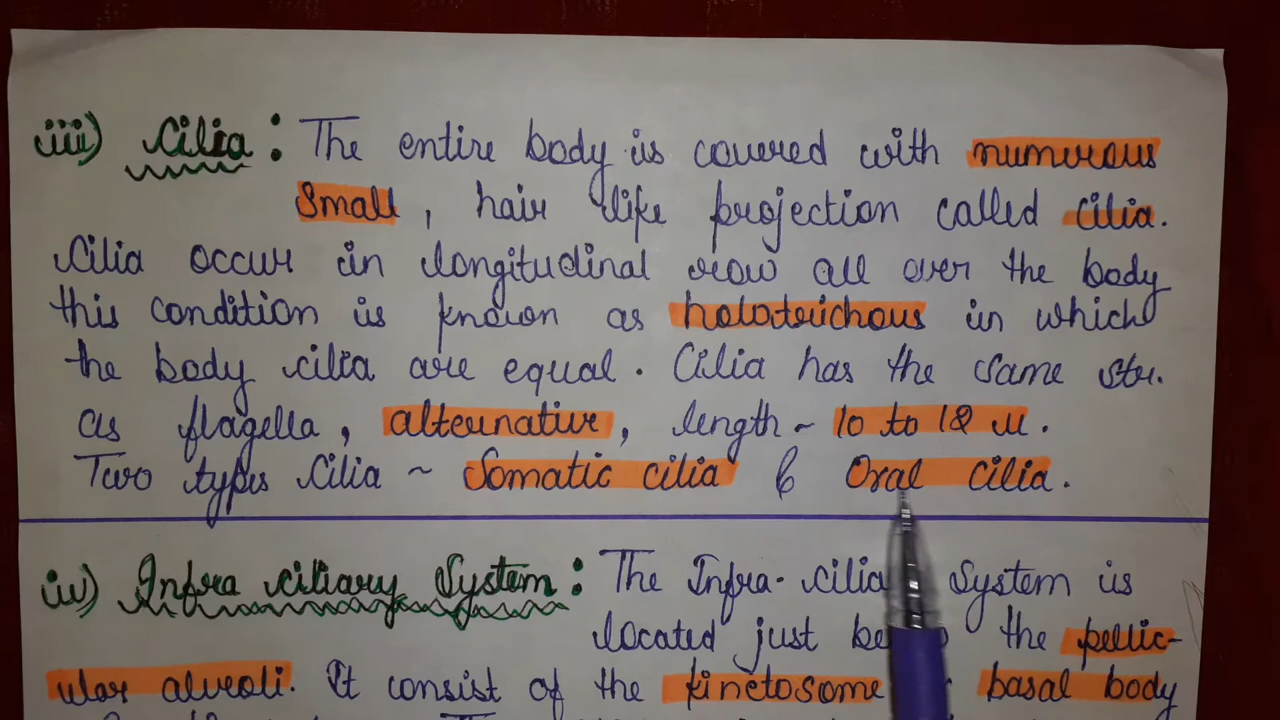 iii) Cilia : The entire body is covered with numerous
small , hair like projection called cilia.
Cilia occur in longitudinal row all over the body
this condition is known as holotrichous in which
the body cilia are equal . Cilia has the same str.
as flagella , alternative , length ~ 10 to 12 u .
Two types Cilia ~ Somatic cilia & Oral Cilia .
iv) Infra ciliary System : The Infra- cilia System is
located just be the pellic-
ular alveoli. It consist of the kinetosome basal body